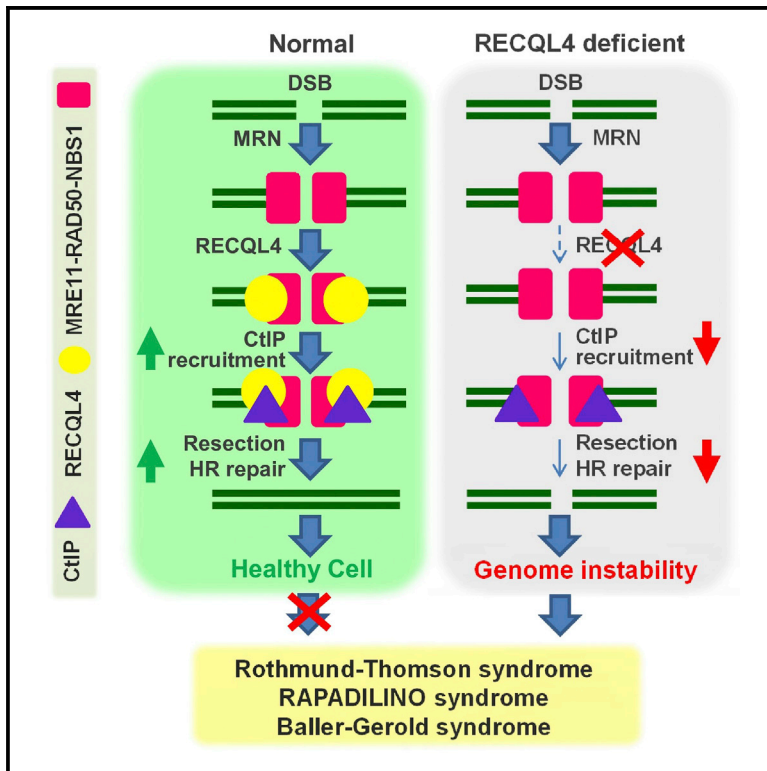 Normal
RECQL4 deficient
MRE11-RAD50-NBS1
RECQL4
CtIP
DSB
MRN
RECQL4
CtIP
recruitment
Resection
HR repair
Healthy Cell
DSB
MRN
RECQL4
CtIP
recruitment
Resection
HR repair
Genome instability
Rothmund-Thomson syndrome
RAPADILINO syndrome
Baller-Gerold syndrome